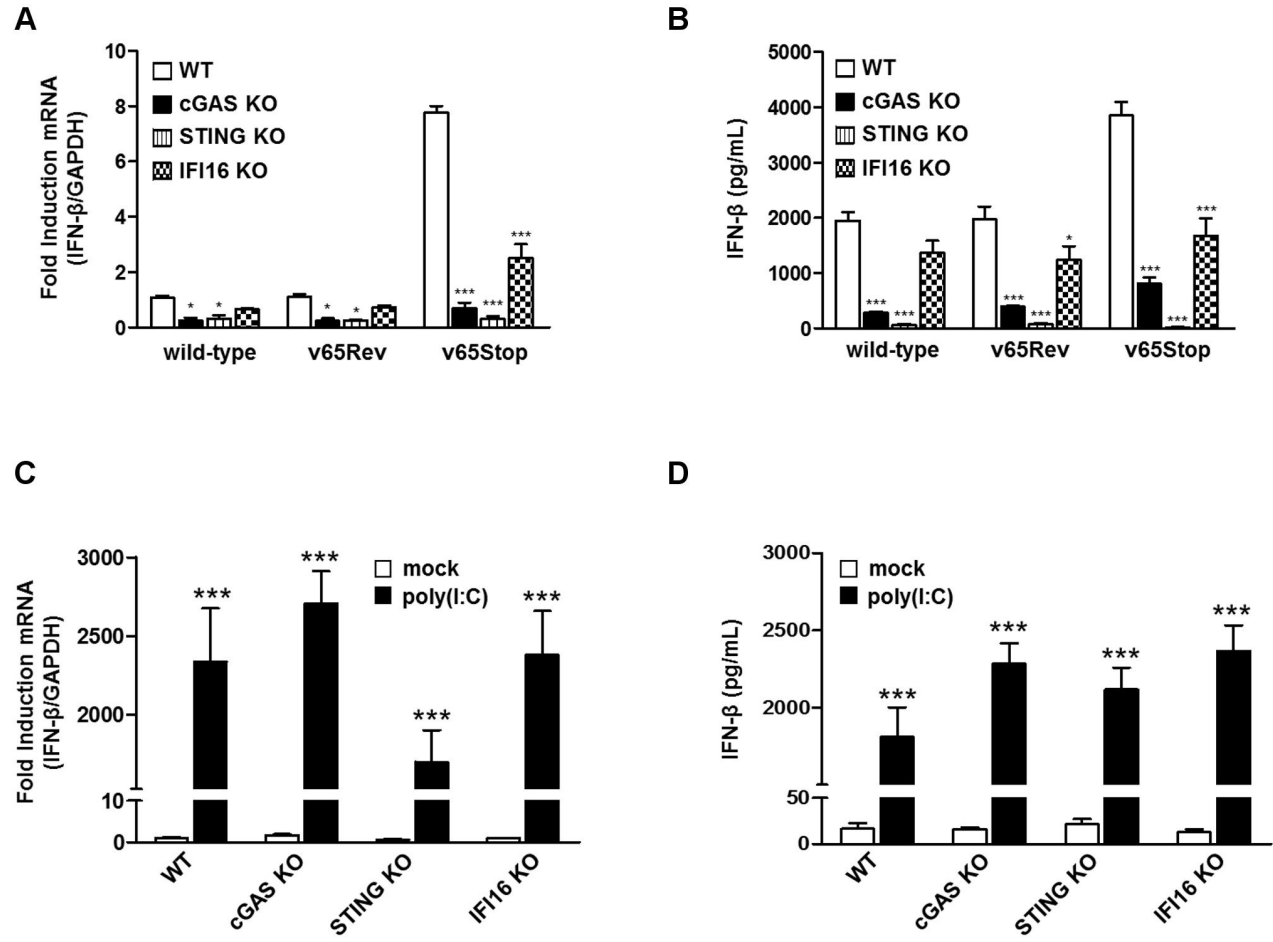 A
Fold Induction mRNA
(IFN-β/GAPDH)
10
8
6
4
2
0
WT
cGAS KO
STING KO
IFI16 KO
* * * * *** *** ***
wild-type v65Rev v65Stop
B
IFN-β (pg/mL)
5000
4000
3000
2000
1000
0
WT
cGAS KO
STING KO
IFI16 KO
*** *** *** *** * *** *** ***
wild-type v65Rev v65Stop
C
Fold Induction mRNA
(IFN-β/GAPDH)
3000
2500
2000
10
0
mock
poly(I:C)
*** *** *** ***
WT cGAS KO STING KO IFI16 KO
D
IFN-β (pg/mL)
3000
2500
2000
50
0
mock
poly(I:C)
*** *** *** ***
WT cGAS KO STING KO IFI16 KO